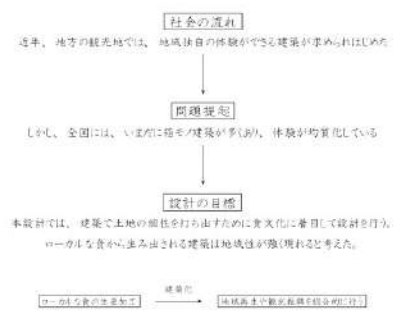 社会の流れ
近年、地方の観光地では、地域独自の体験ができる建築が求められはじめた
問題提起
しかし、全国には、いまだに箱モノ建築が多くあり、体験が均質化している
設計の目標
本設計では、建築で土地の個性を打ち出すために食文化に着目して設計を行う。
ローカルな食から生み出される建築は地域性が強く現れると考えた。
建築化
ローカルな食の生産加工
地域再生や観光振興を複合的に行う